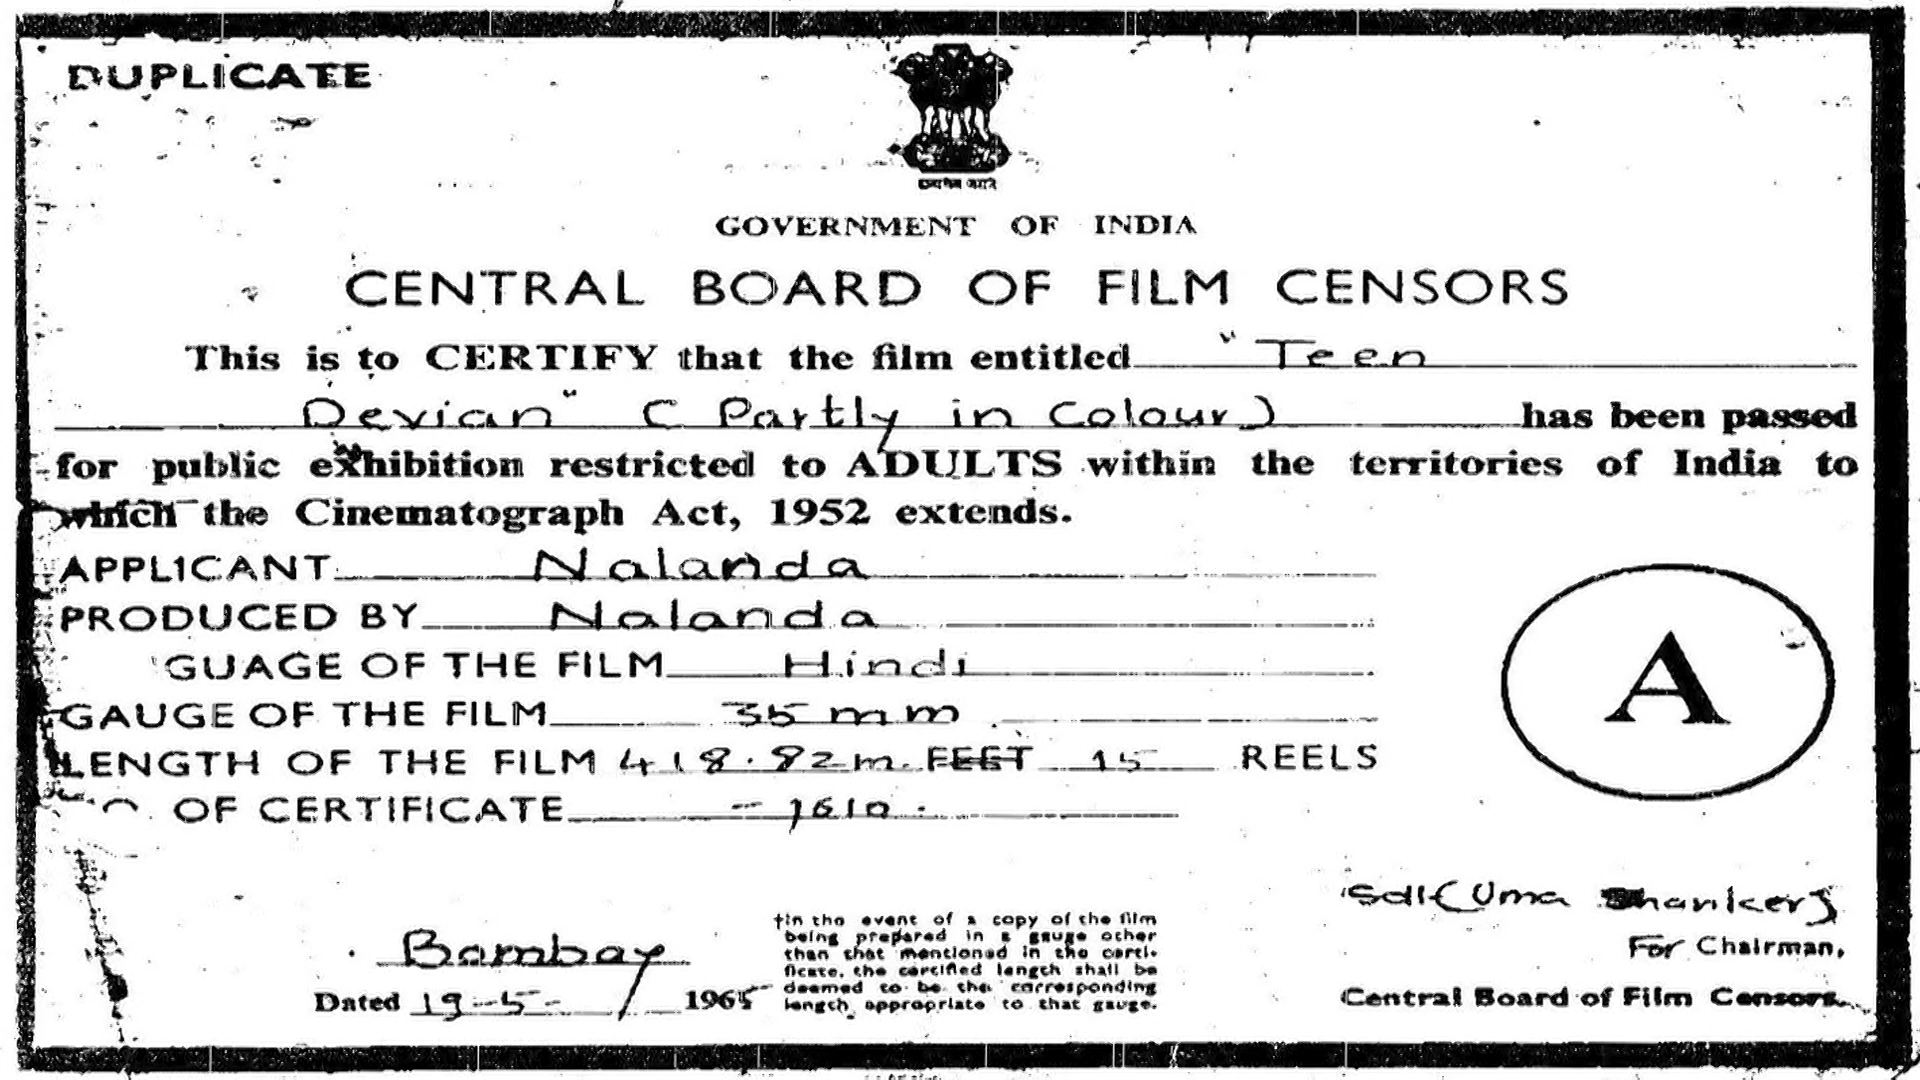 DUPLICATE
GOVERNMENT OF INDIA
CENTRAL BOARD OF FILM CENSORS
This is to CERTIFY that the film entitled "Teen
Devian" (Partly in Colour) has been passed
for public exhibition restricted to ADULTS within the territories of India to
which the Cinematograph Act, 1952 extends.
APPLICANT Nalanda
PRODUCED BY Nalanda
GUAGE OF THE FILM Hindi
GAUGE OF THE FILM 35 mm
LENGTH OF THE FILM 418.82m. FEET 15 REELS
OF CERTIFICATE 1610
A
Sd/(Uma Shanker)
For Chairman,
Central Board of Film Censors.
Bombay
Dated 19-5- 1965
†In the event of a copy of the film
being prepared in a gauge other
than that mentioned in the certi-
ficate, the certified length shall be
deemed to be the corresponding
length appropriate to that gauge.